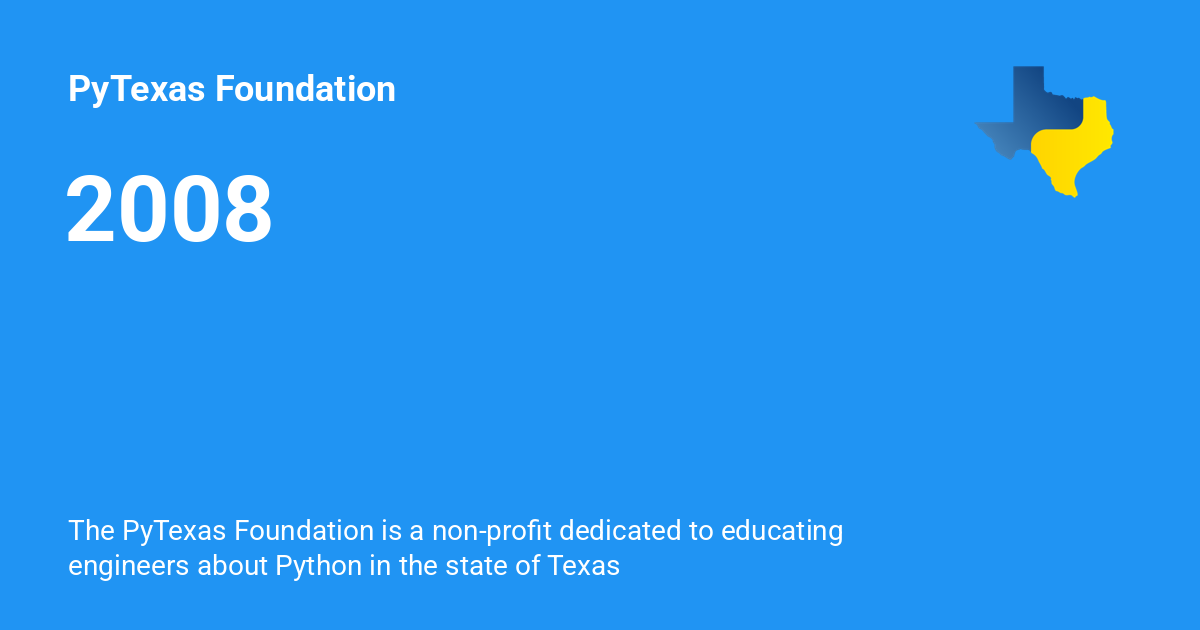 PyTexas Foundation
2008
The PyTexas Foundation is a non-profit dedicated to educating
engineers about Python in the state of Texas